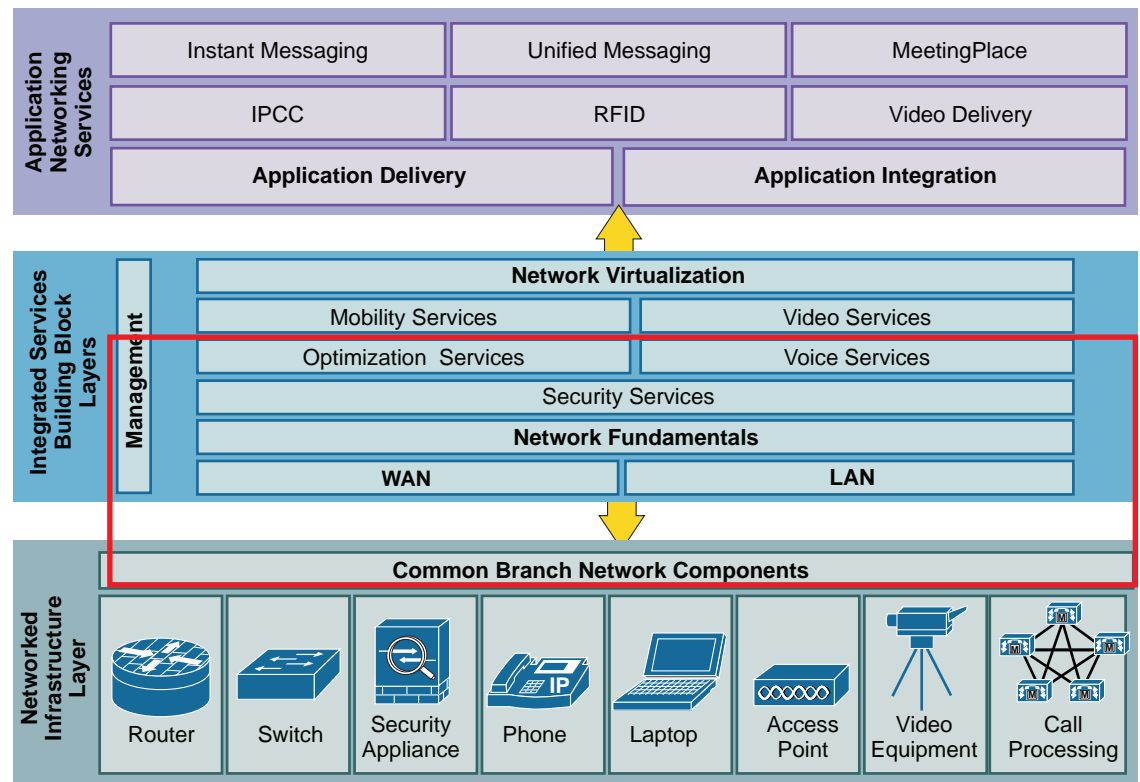 Application
Networking
Services
Instant Messaging
Unified Messaging
MeetingPlace
IPCC
RFID
Video Delivery
Application Delivery
Application Integration
Integrated Services
Building Block
Layers
Management
Network Virtualization
Mobility Services
Video Services
Optimization Services
Voice Services
Security Services
Network Fundamentals
WAN
LAN
Networked
Infrastructure
Layer
Common Branch Network Components
IP
M
M
M
M
M
Router
Switch
Security
Appliance
Phone
Laptop
Access
Point
Video
Equipment
Call
Processing